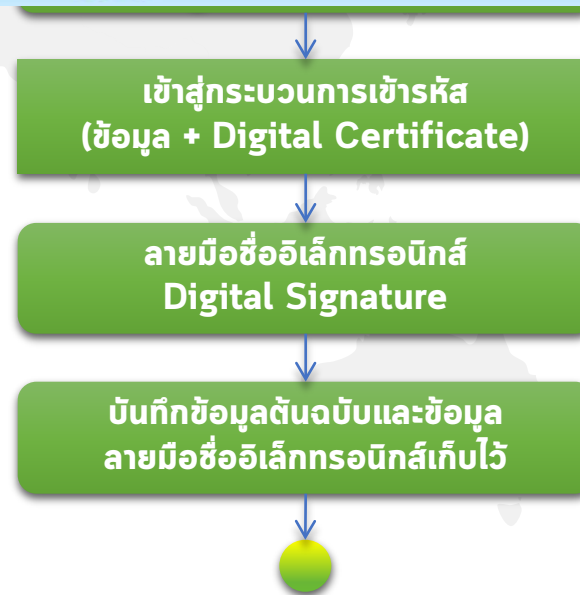 เข้าสู่กระบวนการเข้ารหัส
(ข้อมูล + Digital Certificate)
ลายมือชื่ออิเล็กทรอนิกส์
Digital Signature
บันทึกข้อมูลต้นฉบับและข้อมูล
ลายมือชื่ออิเล็กทรอนิกส์เก็บไว้